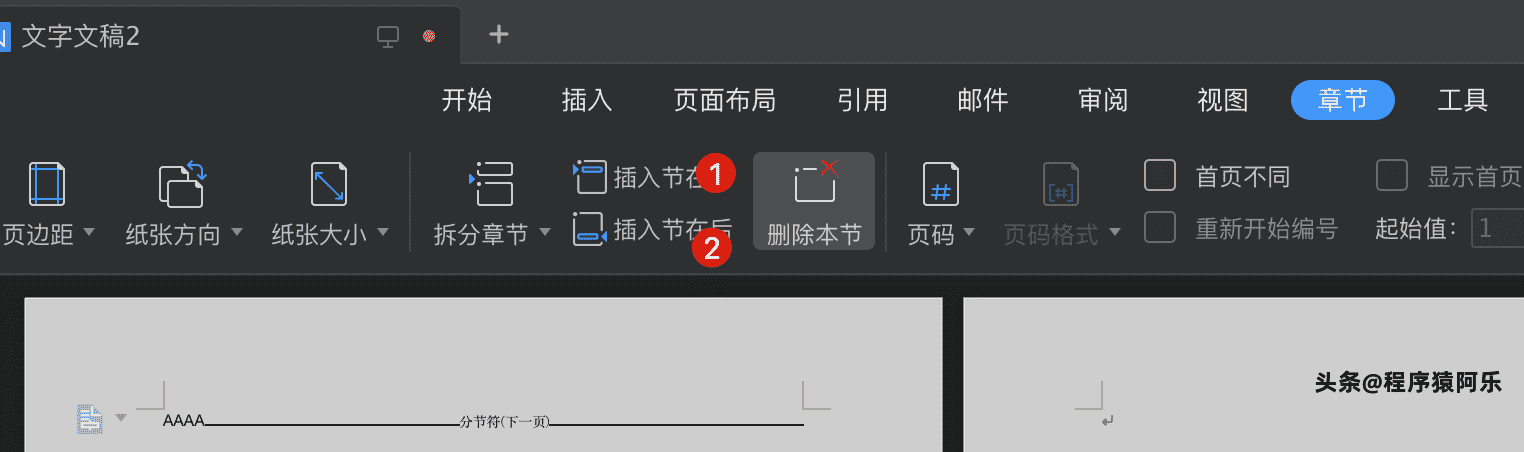 文字文稿2
开始 插入 页面布局 引用 邮件 审阅 视图 章节 工具
插入节在 1 首页不同 显示首页
页边距 纸张方向 纸张大小 拆分章节 插入节在后 2 删除本节 页码 页码格式 重新开始编号 起始值: 1
头条@程序猿阿乐
AAAA 分节符(下一页)